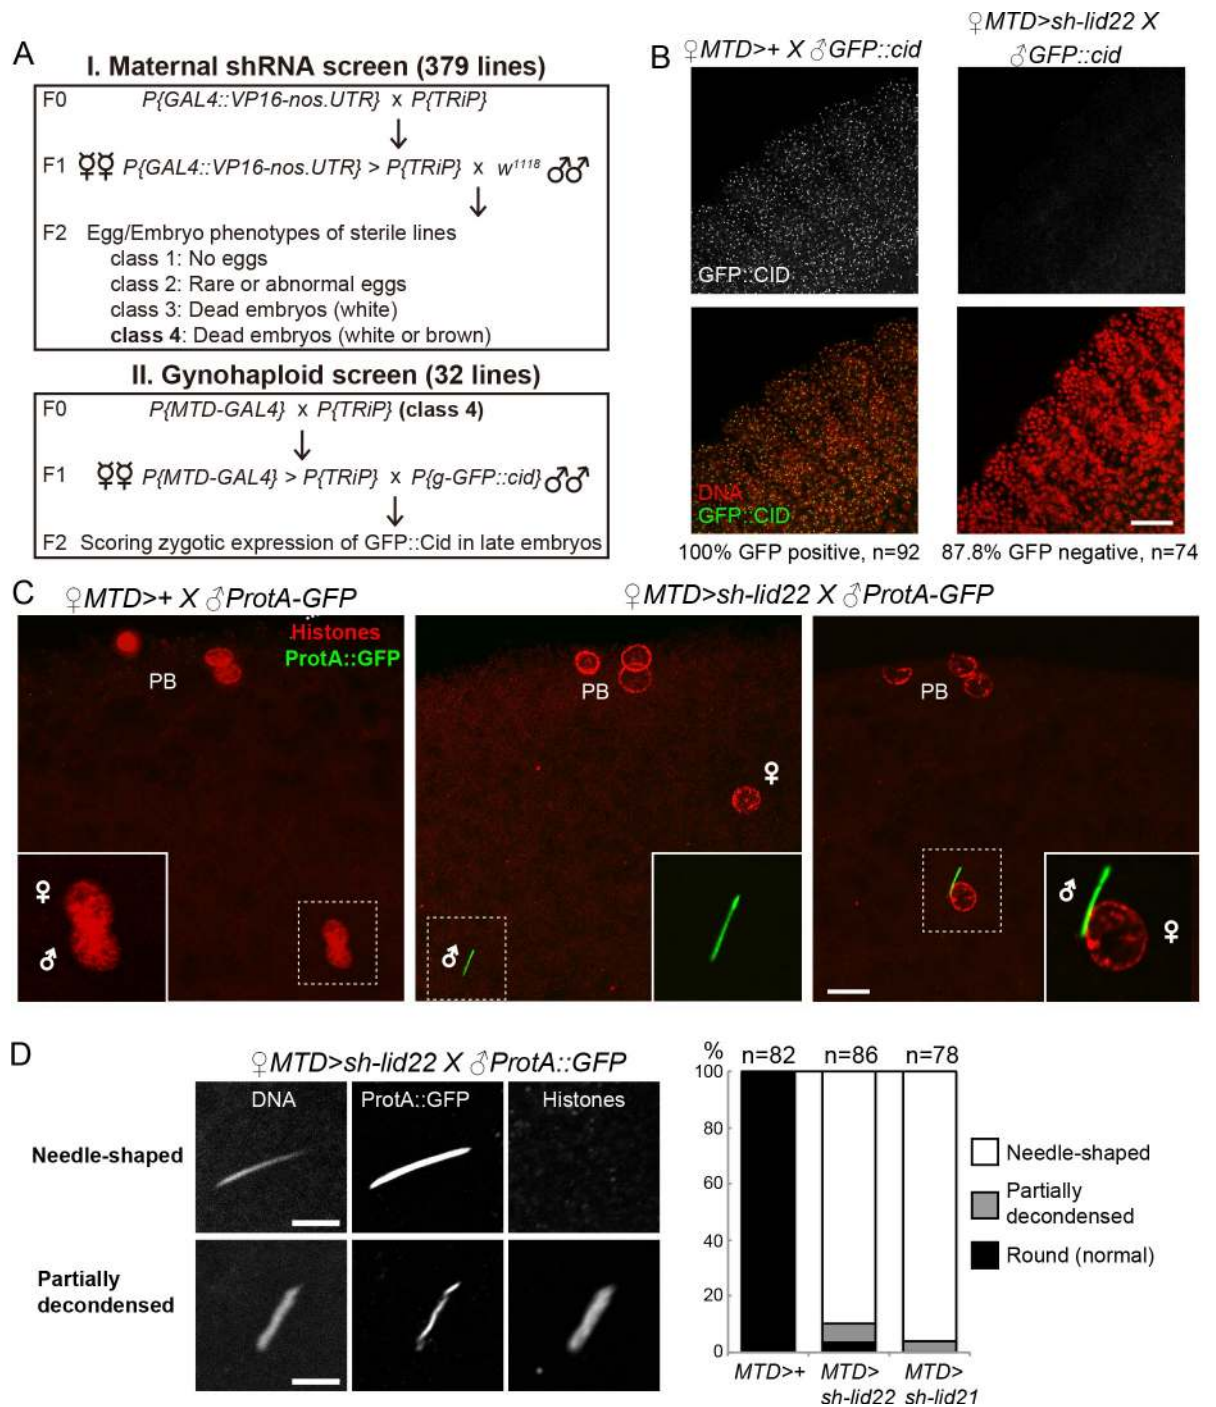 A
I. Maternal shRNA screen (379 lines)
F0 P{GAL4::VP16-nos.UTR} x P{TRiP}
F1 ☿☿ P{GAL4::VP16-nos.UTR} > P{TRiP} x w1118 ♂♂
F2 Egg/Embryo phenotypes of sterile lines
class 1: No eggs
class 2: Rare or abnormal eggs
class 3: Dead embryos (white)
class 4: Dead embryos (white or brown)
II. Gynohaploid screen (32 lines)
F0 P{MTD-GAL4} x P{TRiP} (class 4)
F1 ☿☿ P{MTD-GAL4} > P{TRiP} x P{g-GFP::cid} ♂♂
F2 Scoring zygotic expression of GFP::Cid in late embryos
B
♀MTD>+ X ♂GFP::cid
♀MTD>sh-lid22 X
♂GFP::cid
GFP::CID
DNA
GFP::CID
100% GFP positive, n=92
87.8% GFP negative, n=74
C
♀MTD>+ X ♂ProtA-GFP
♀MTD>sh-lid22 X ♂ProtA-GFP
Histones
ProtA::GFP
PB
♀
♂
PB
♀
♂
PB
♂
♀
D
♀MTD>sh-lid22 X ♂ProtA::GFP
DNA ProtA::GFP Histones
Needle-shaped
Partially
decondensed
% n=82 n=86 n=78
100
80
60
40
20
0
MTD>+
MTD>
sh-lid22
MTD>
sh-lid21
Needle-shaped
Partially
decondensed
Round (normal)